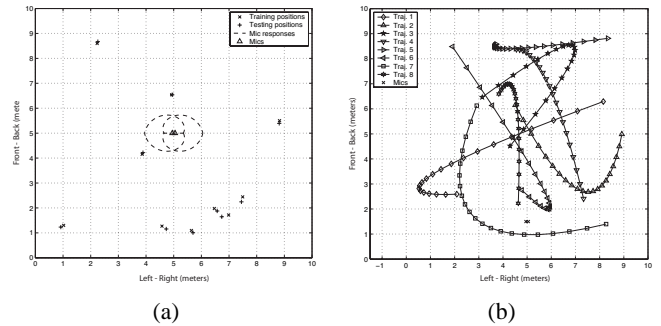 10
9
8
7
6
5
4
3
2
1
0
0 1 2 3 4 5 6 7 8 9 10
Front - Back (mete
Left - Right (meters)
Training positions
Testing positions
Mic responses
Mics
(a)
10
9
8
7
6
5
4
3
2
1
0
-1 0 1 2 3 4 5 6 7 8 9 10
Front - Back (meters)
Left - Right (meters)
Traj. 1
Traj. 2
Traj. 3
Traj. 4
Traj. 5
Traj. 6
Traj. 7
Traj. 8
Mics
(b)